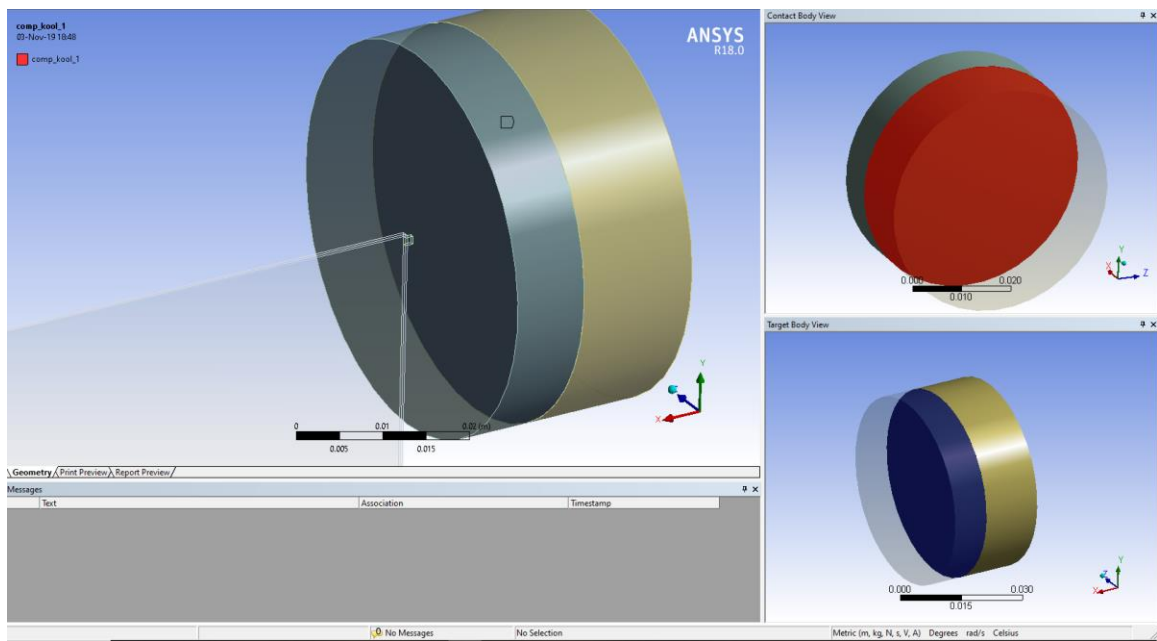 comp_kool_1
03-Nov-19 18:48
comp_kool_1
ANSYS
R18.0
Y
X
0
0.01
0.02 (m)
0.005
0.015
Geometry Print Preview Report Preview
Messages
Text Association Timestamp
Contact Body View
Y
X
Z
0.000
0.020
0.010
Target Body View
Y
Z
X
0.000
0.030
0.015
No Messages
No Selection
Metric (m, kg, N, s, V, A) Degrees rad/s Celsius